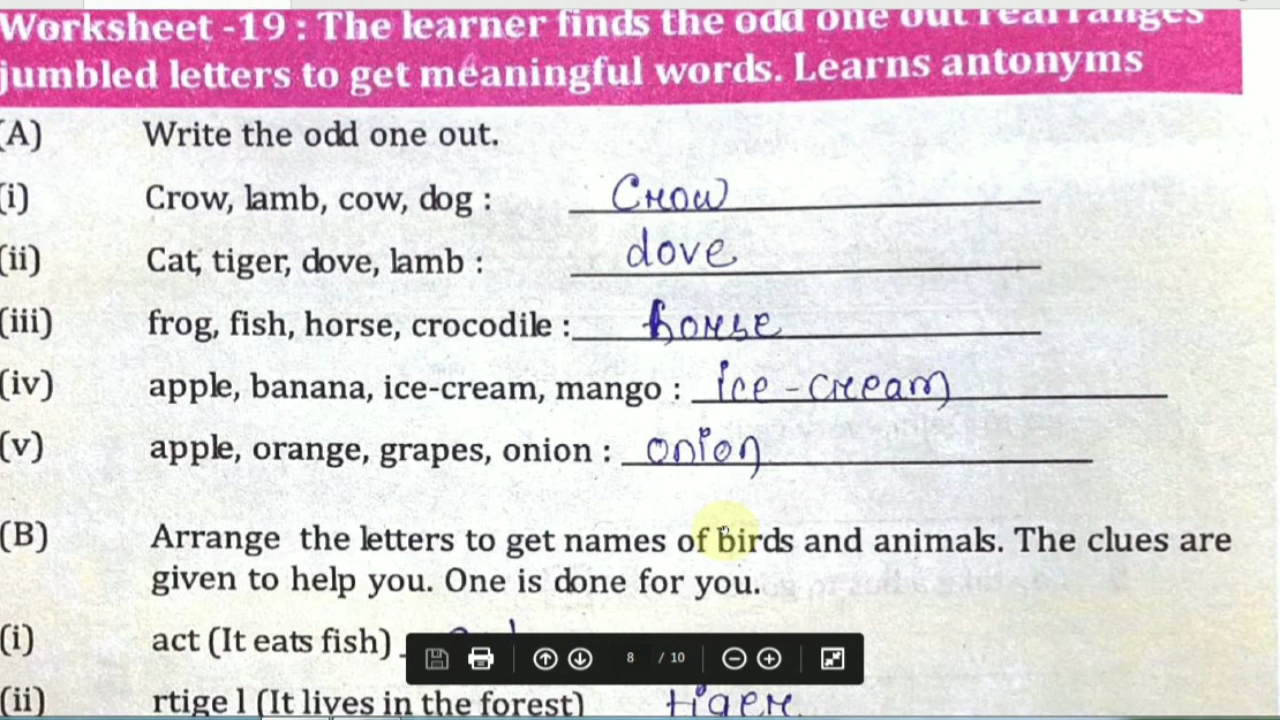 Worksheet -19 : The learner finds the odd one out rearranges
jumbled letters to get meaningful words. Learns antonyms
(A) Write the odd one out.
(i) Crow, lamb, cow, dog : Crow
(ii) Cat, tiger, dove, lamb : dove
(iii) frog, fish, horse, crocodile : horse
(iv) apple, banana, ice-cream, mango : ice-cream
(v) apple, orange, grapes, onion : onion
(B) Arrange the letters to get names of birds and animals. The clues are
given to help you. One is done for you.
(i) act (It eats fish)
8 / 10
(ii) rtige l (It lives in the forest) tiger